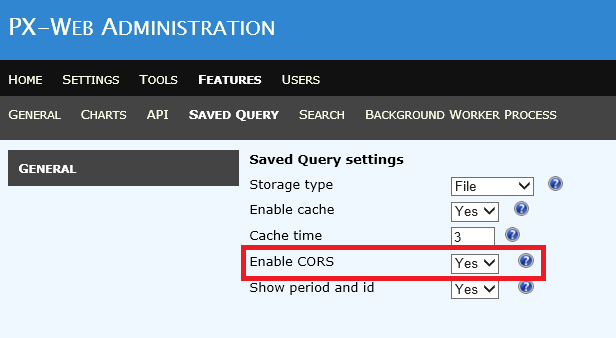 PX-Web Administration
Home Settings Tools Features Users
General Charts API Saved Query Search Background Worker Process
GENERAL
Saved Query settings
Storage type File ?
Enable cache Yes ?
Cache time 3 ?
Enable CORS Yes ?
Show period and id Yes ?